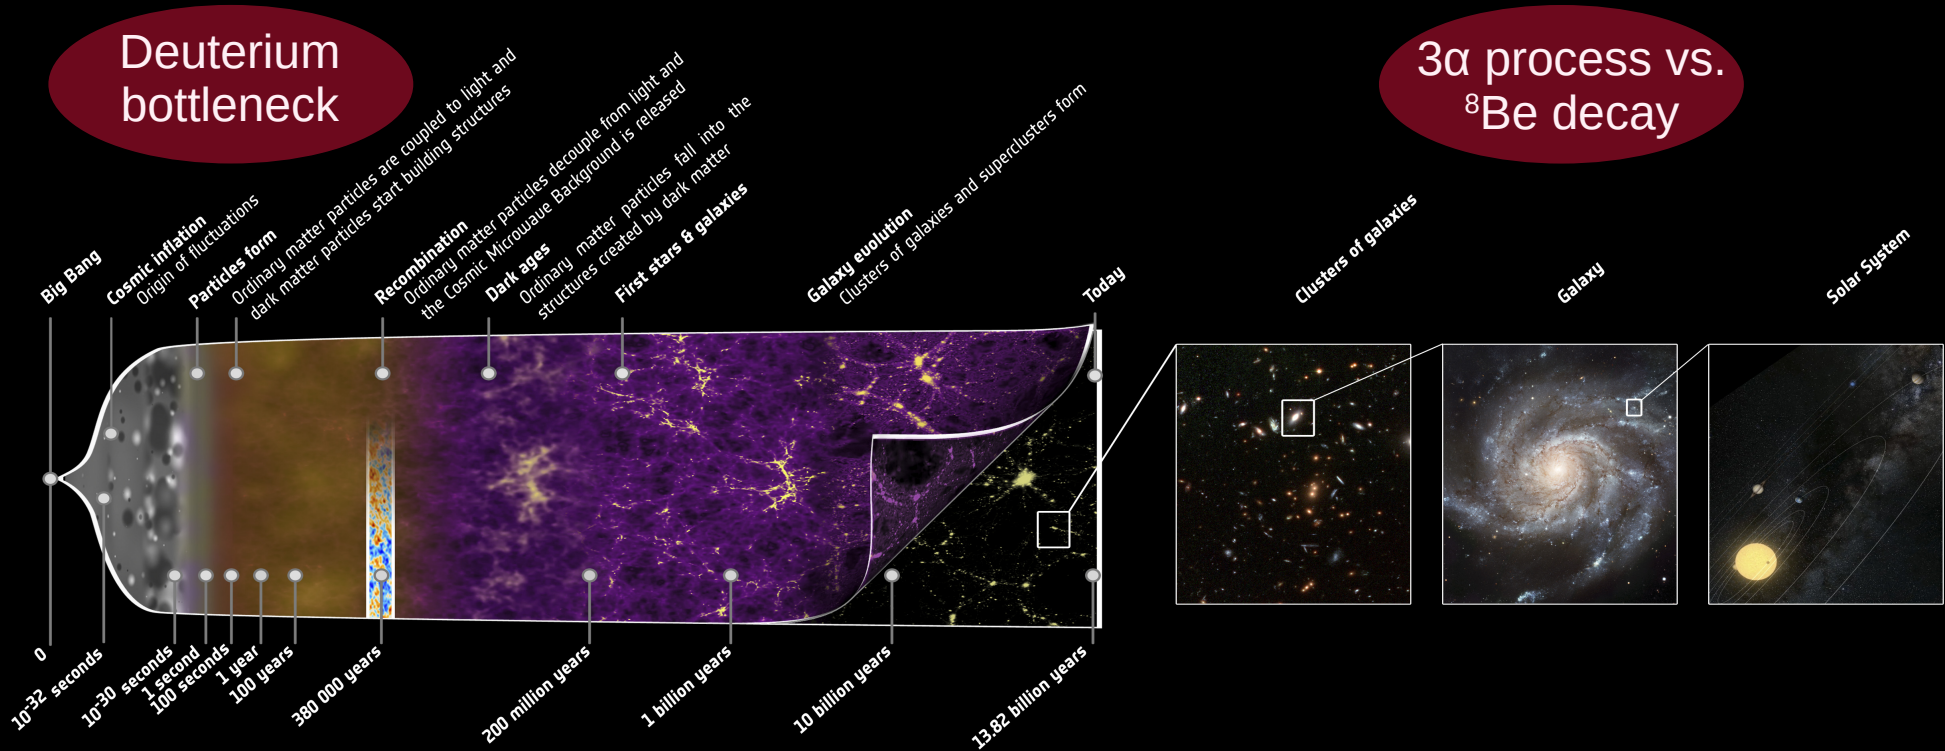 Deuterium
bottleneck
3α process vs.
⁸Be decay
Big Bang
Cosmic inflation
Origin of fluctuations
Particles form
Ordinary matter particles are coupled to light and
dark matter particles start building structures
Recombination
Ordinary matter particles decouple from light and
the Cosmic Microwave Background is released
Dark ages
Ordinary matter particles fall into the
structures created by dark matter
First stars & galaxies
Galaxy evolution
Clusters of galaxies and superclusters form
Today
Clusters of galaxies
Galaxy
Solar System
0
10⁻³² seconds
10⁻³⁰ seconds
1 second
100 seconds
1 year
100 years
380 000 years
200 million years
1 billion years
10 billion years
13.82 billion years